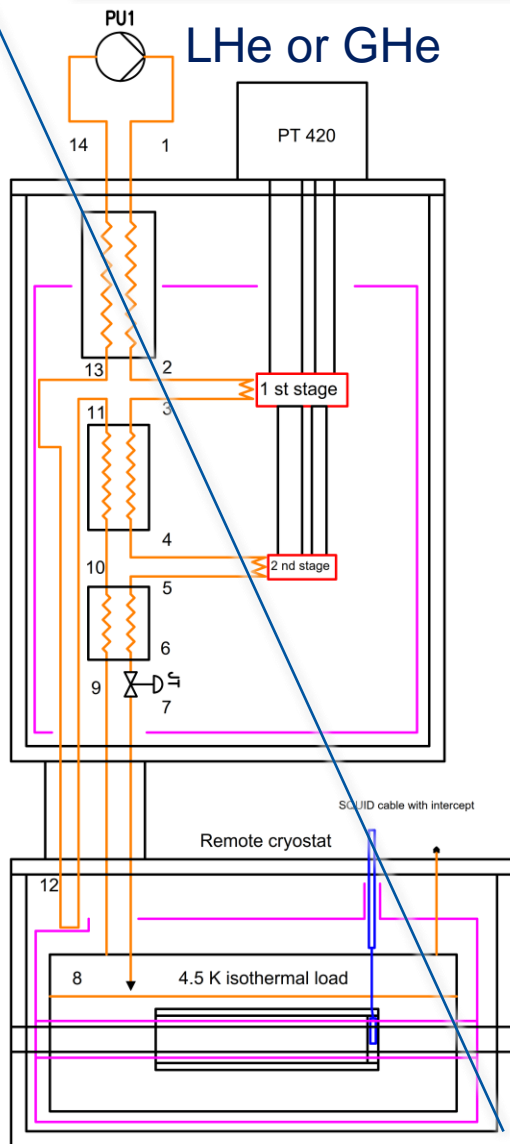 PU1
LHe or GHe
PT 420
14
1
13
2
1 st stage
11
3
4
10
2 nd stage
5
6
9
JT
7
SQUID cable with intercept
Remote cryostat
12
8
4.5 K isothermal load